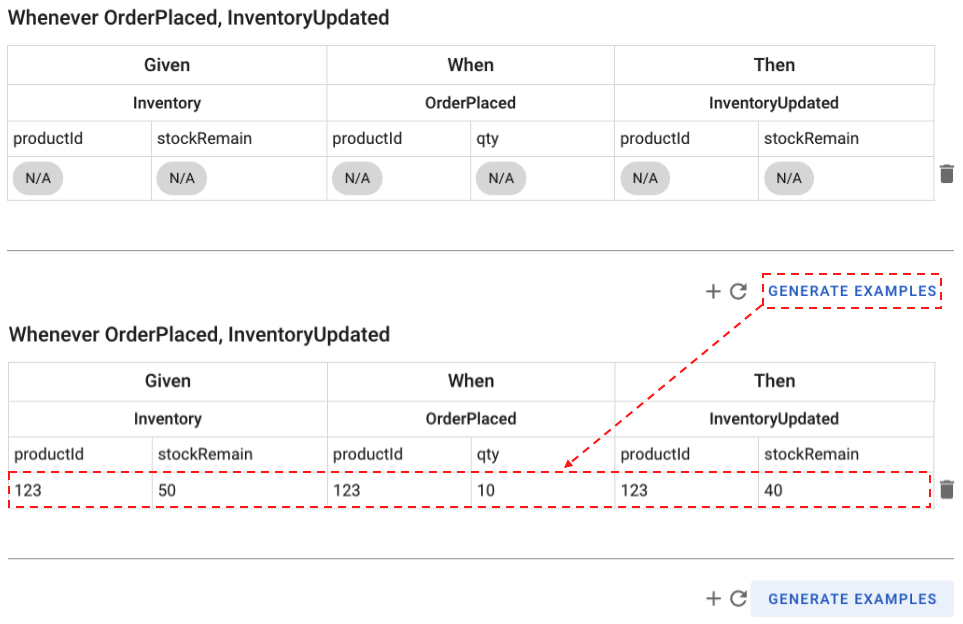 Whenever OrderPlaced, InventoryUpdated
Given When Then
Inventory OrderPlaced InventoryUpdated
productId stockRemain productId qty productId stockRemain
N/A N/A N/A N/A N/A N/A
GENERATE EXAMPLES
Whenever OrderPlaced, InventoryUpdated
Given When Then
Inventory OrderPlaced InventoryUpdated
productId stockRemain productId qty productId stockRemain
123 50 123 10 123 40
GENERATE EXAMPLES